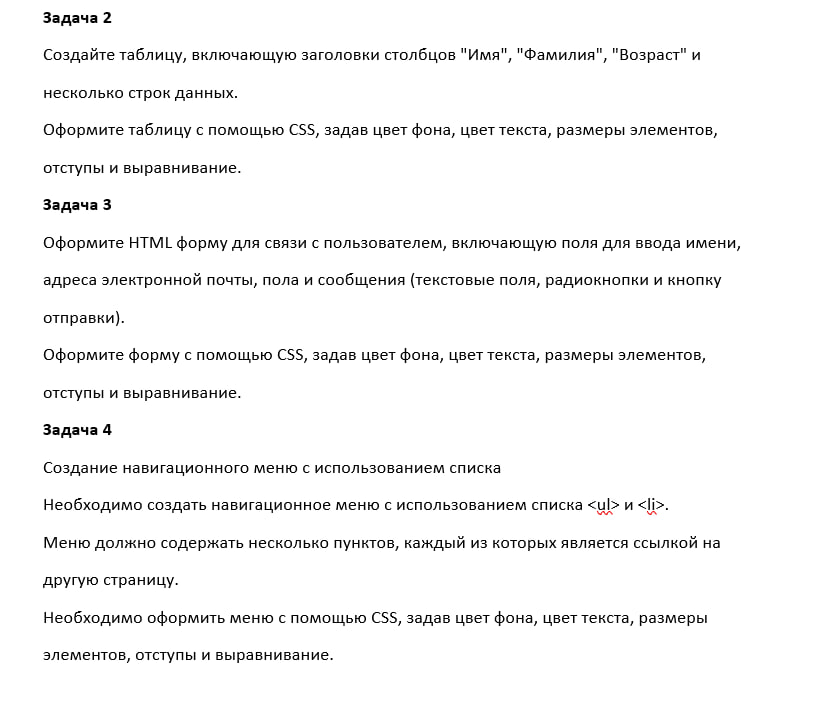 Задача 2
Создайте таблицу, включающую заголовки столбцов "Имя", "Фамилия", "Возраст" и
несколько строк данных.
Оформите таблицу с помощью CSS, задав цвет фона, цвет текста, размеры элементов,
отступы и выравнивание.
Задача 3
Оформите HTML форму для связи с пользователем, включающую поля для ввода имени,
адреса электронной почты, пола и сообщения (текстовые поля, радиокнопки и кнопку
отправки).
Оформите форму с помощью CSS, задав цвет фона, цвет текста, размеры элементов,
отступы и выравнивание.
Задача 4
Создание навигационного меню с использованием списка
Необходимо создать навигационное меню с использованием списка <ul> и <li>.
Меню должно содержать несколько пунктов, каждый из которых является ссылкой на
другую страницу.
Необходимо оформить меню с помощью CSS, задав цвет фона, цвет текста, размеры
элементов, отступы и выравнивание.